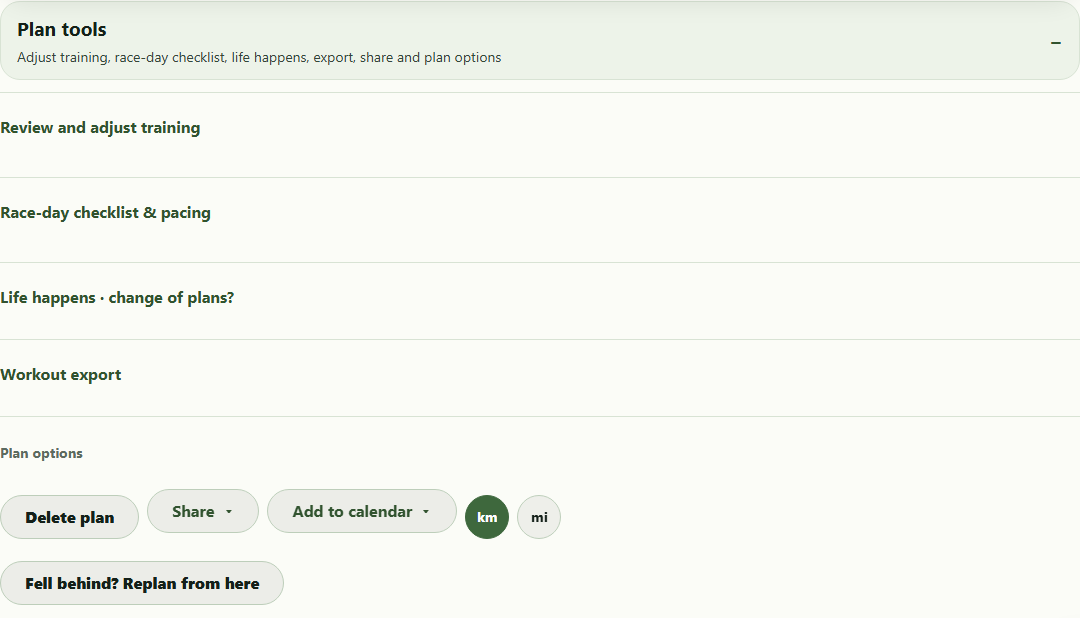 Plan tools
Adjust training, race-day checklist, life happens, export, share and plan options
–
Review and adjust training
Race-day checklist & pacing
Life happens · change of plans?
Workout export
Plan options
Delete plan
Share
Add to calendar
km
mi
Fell behind? Replan from here